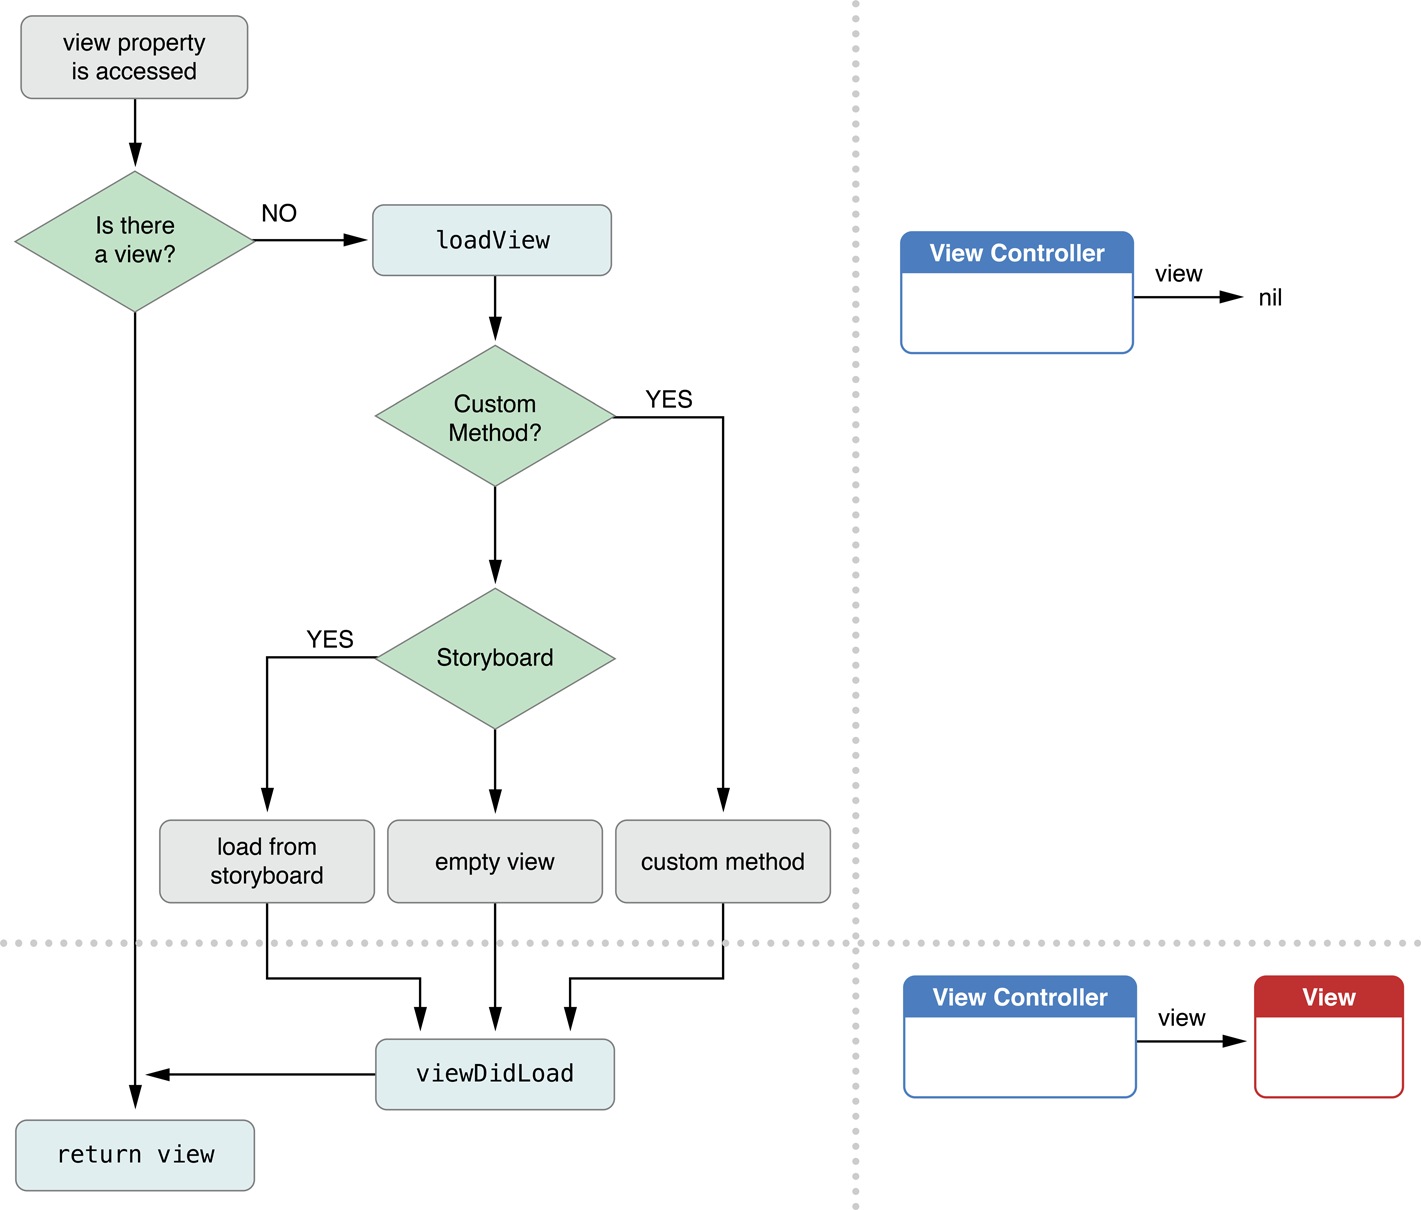 view property
is accessed
Is there
a view?
NO
loadView
Custom
Method?
YES
Storyboard
YES
load from
storyboard
empty view
custom method
viewDidLoad
return view
View Controller
view
nil
View Controller
view
View